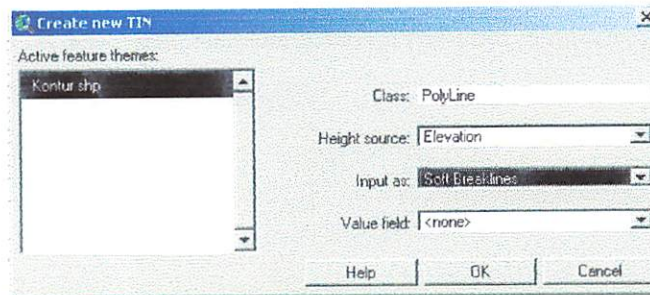 Create new TIN
Active feature themes:
Kontur.shp
Class: PolyLine
Height source: Elevation
Input as: Soft Breaklines
Value field: <none>
Help OK Cancel